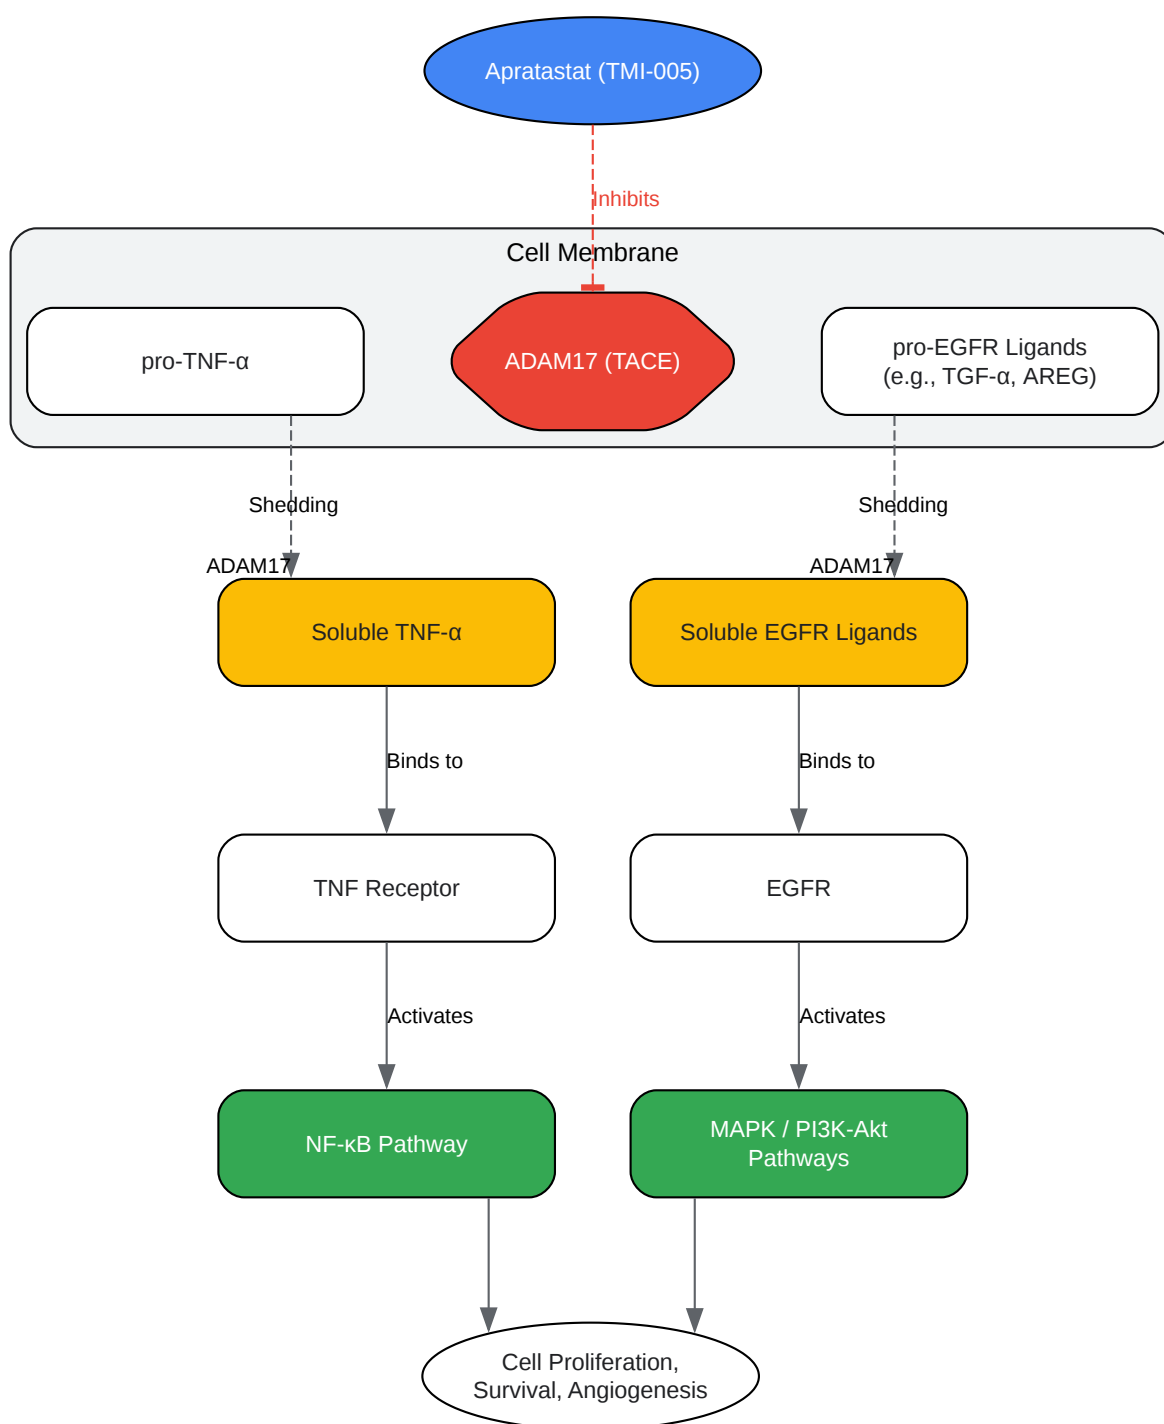 Apratastat (TMI-005)
Inhibits
Cell Membrane
pro-TNF-α
ADAM17 (TACE)
pro-EGFR Ligands
(e.g., TGF-α, AREG)
Shedding
Shedding
ADAM17
ADAM17
Soluble TNF-α
Soluble EGFR Ligands
Binds to
Binds to
TNF Receptor
EGFR
Activates
Activates
NF-κB Pathway
MAPK / PI3K-Akt
Pathways
Cell Proliferation,
Survival, Angiogenesis